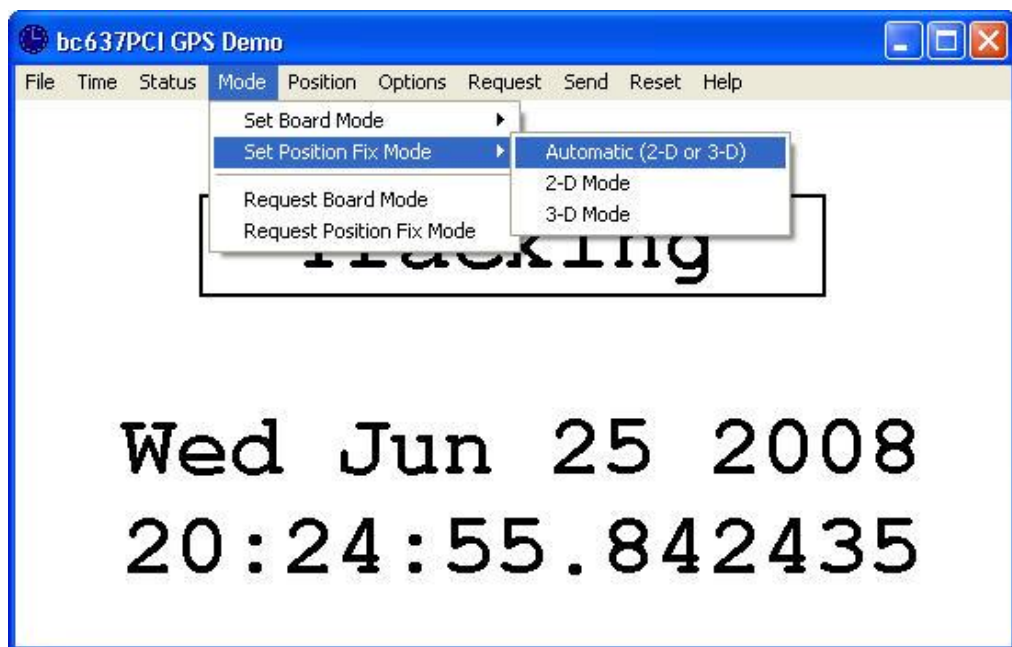 bc637PCI GPS Demo
File Time Status Mode Position Options Request Send Reset Help
Set Board Mode
Set Position Fix Mode
Automatic (2-D or 3-D)
2-D Mode
3-D Mode
Request Board Mode
Request Position Fix Mode
Tracking
Wed Jun 25 2008
20:24:55.842435